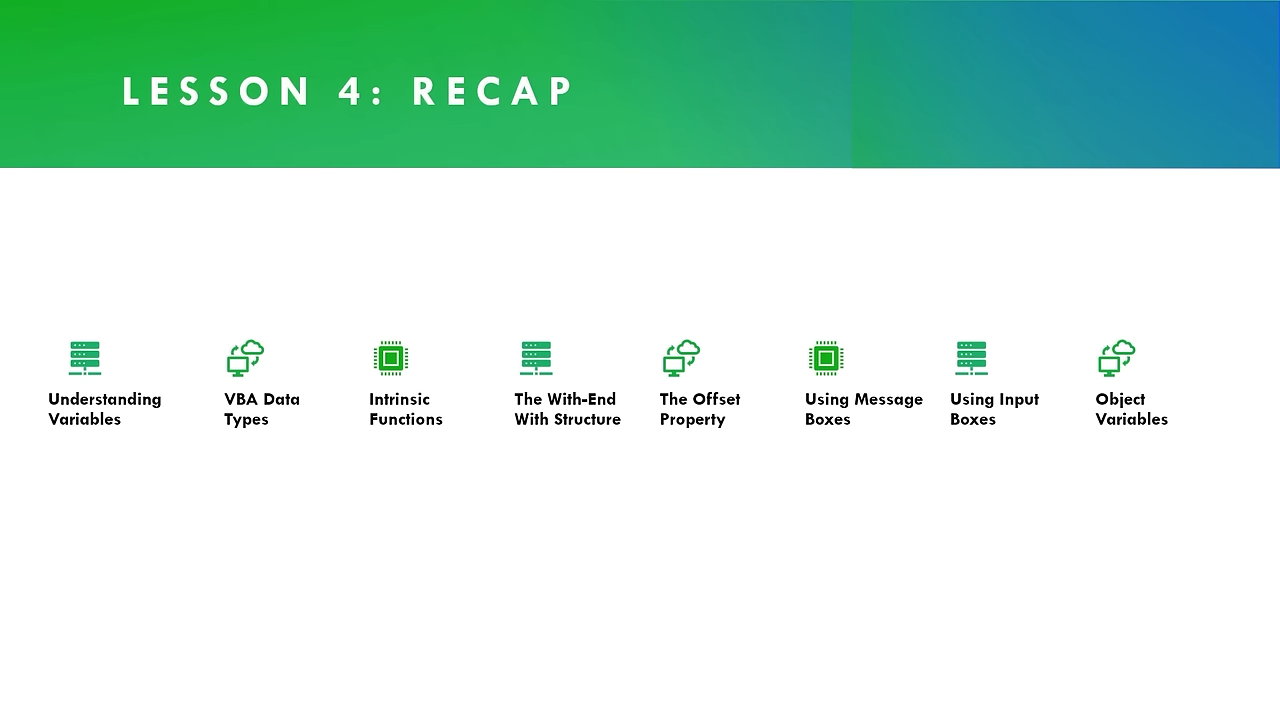 LESSON 4: RECAP
Understanding
Variables
VBA Data
Types
Intrinsic
Functions
The With-End
With Structure
The Offset
Property
Using Message
Boxes
Using Input
Boxes
Object
Variables